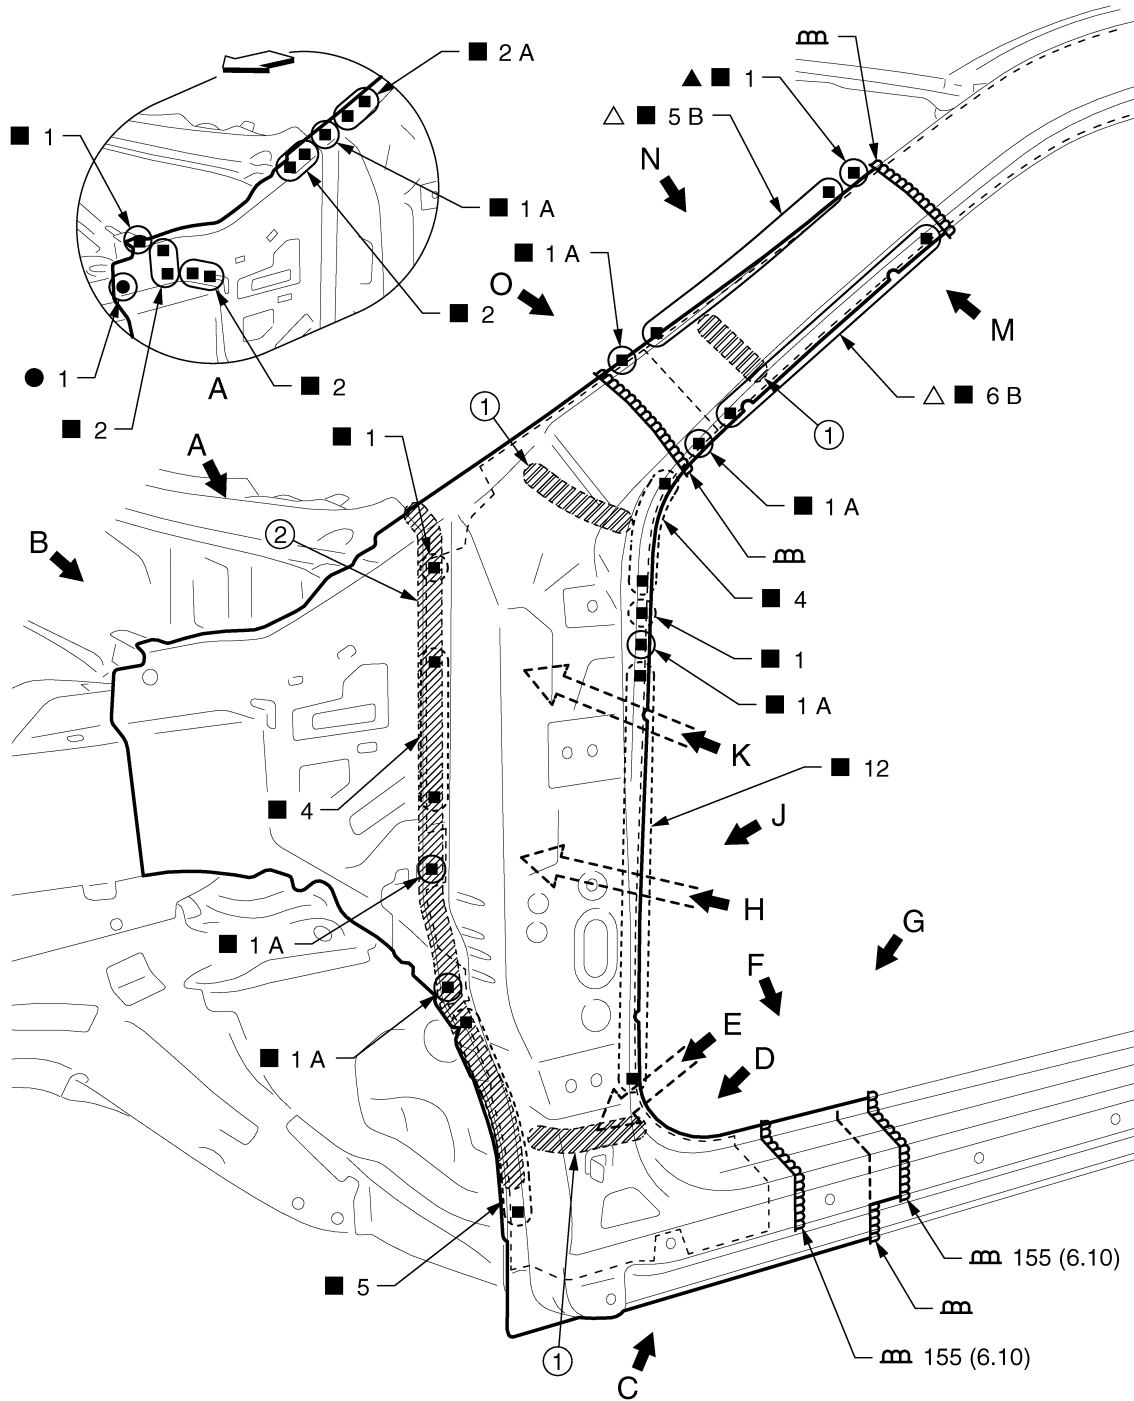 ■ 2 A
■ 1
▲ ■ 1
△ ■ 5 B
N
■ 1 A
■ 1 A
O
■ 2
M
● 1
A
■ 2
△ ■ 6 B
■ 2
1
1
■ 1
A
■ 1 A
2
B
■ 4
■ 1
■ 1 A
K
■ 12
■ 4
J
H
G
■ 1 A
F
E
■ 1 A
D
155 (6.10)
■ 5
155 (6.10)
1
C